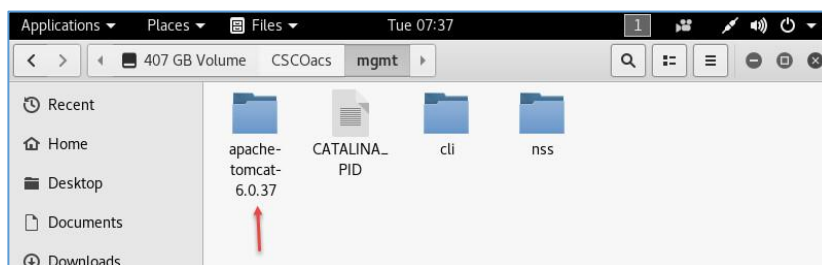 Applications Places Files Tue 07:37 1
407 GB Volume CSCOacs mgmt
Recent
Home
Desktop
Documents
Downloads
apache-
tomcat-
6.0.37
CATALINA_
PID
cli
nss